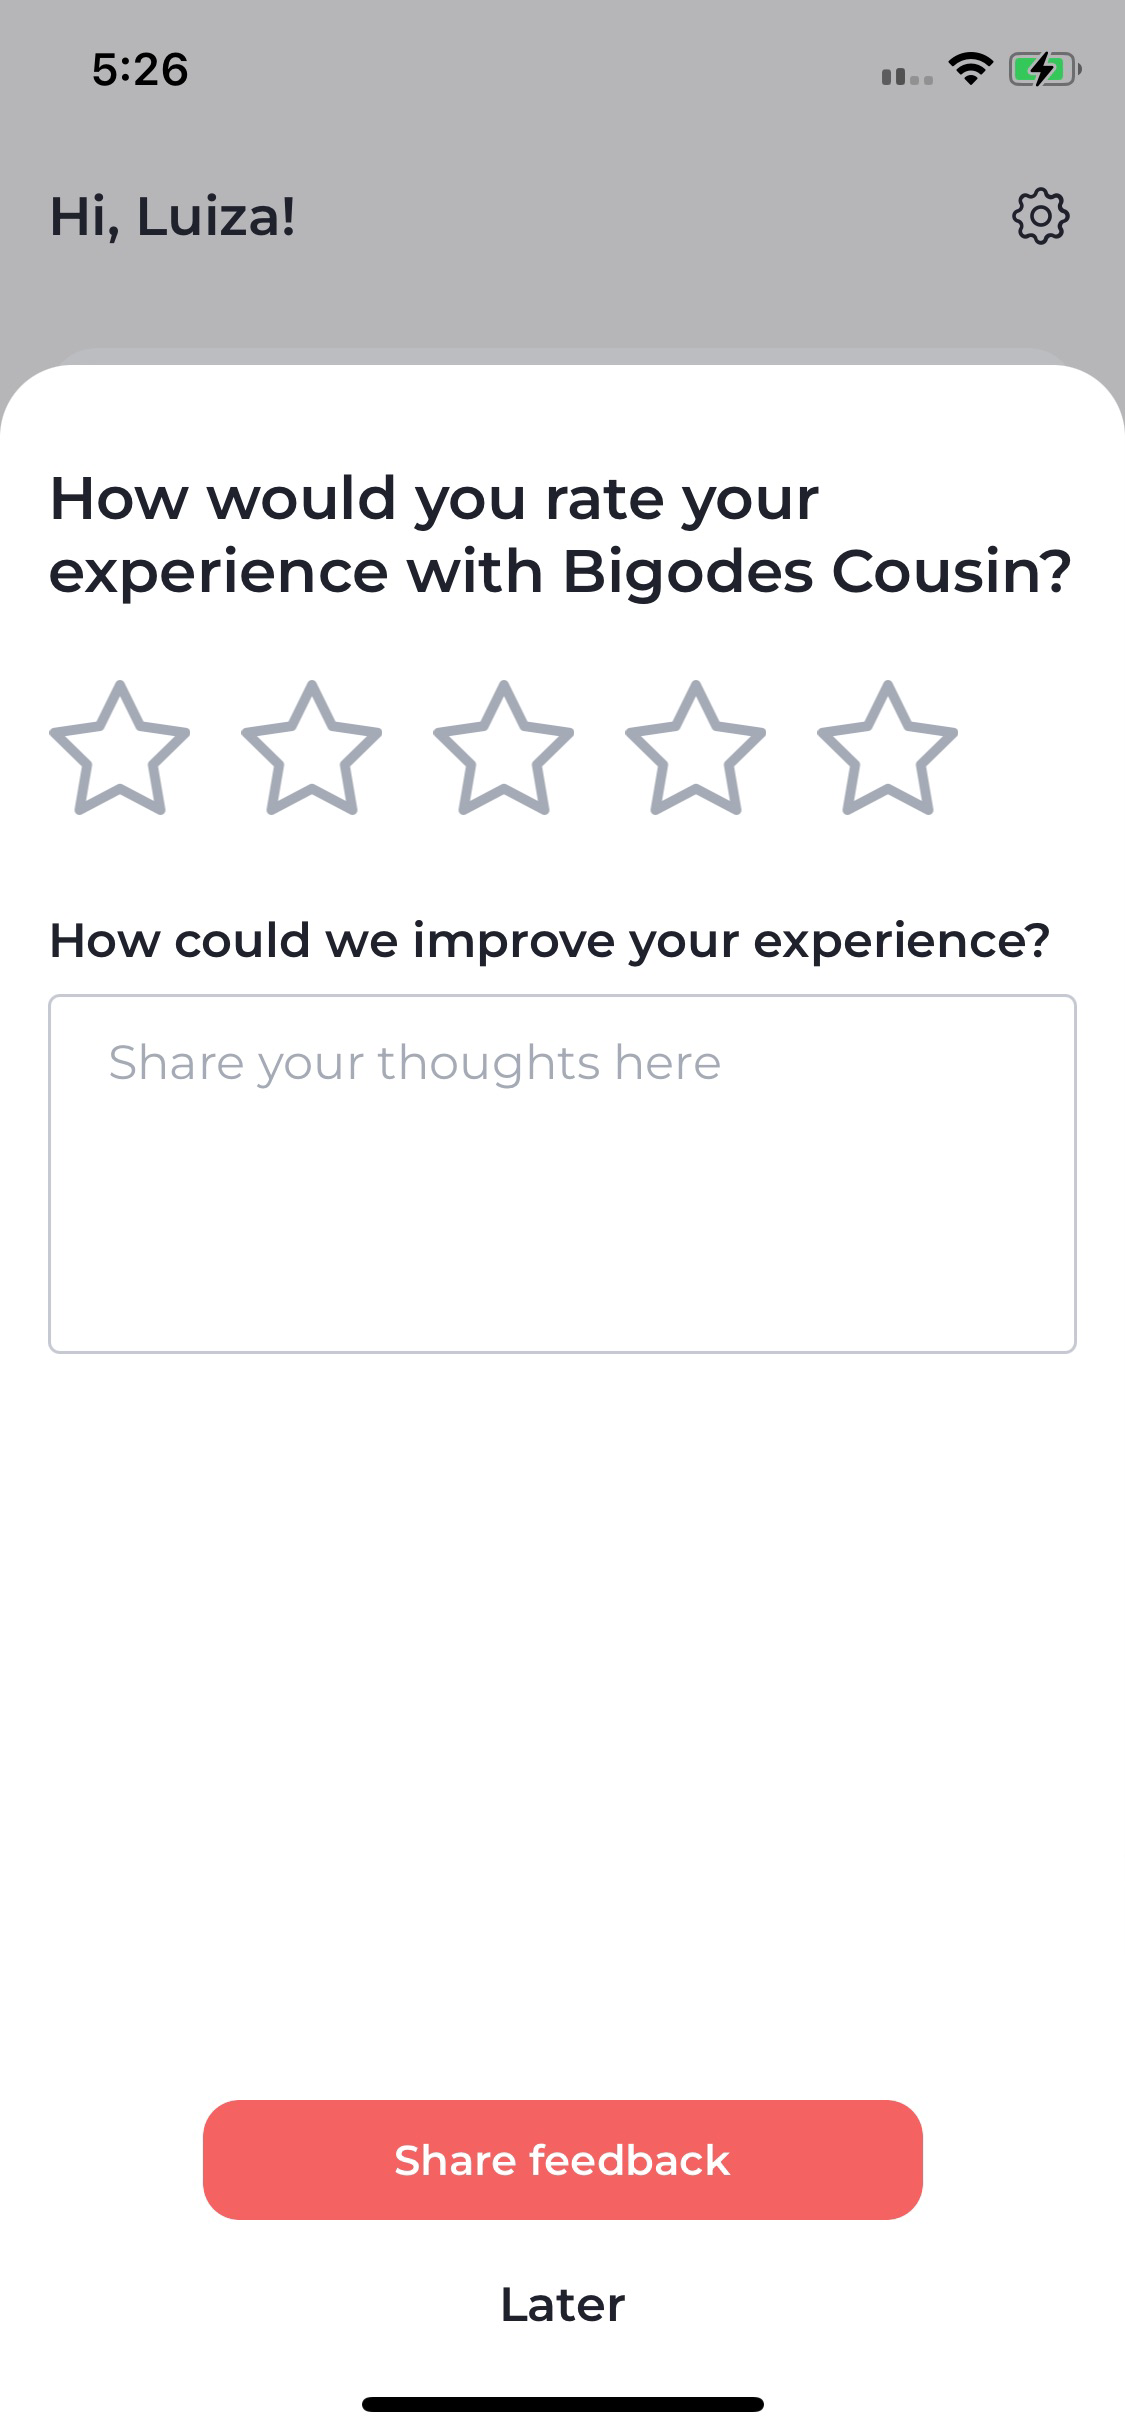 5:26
Hi, Luiza!
How would you rate your
experience with Bigodes Cousin?
How could we improve your experience?
Share your thoughts here
Share feedback
Later